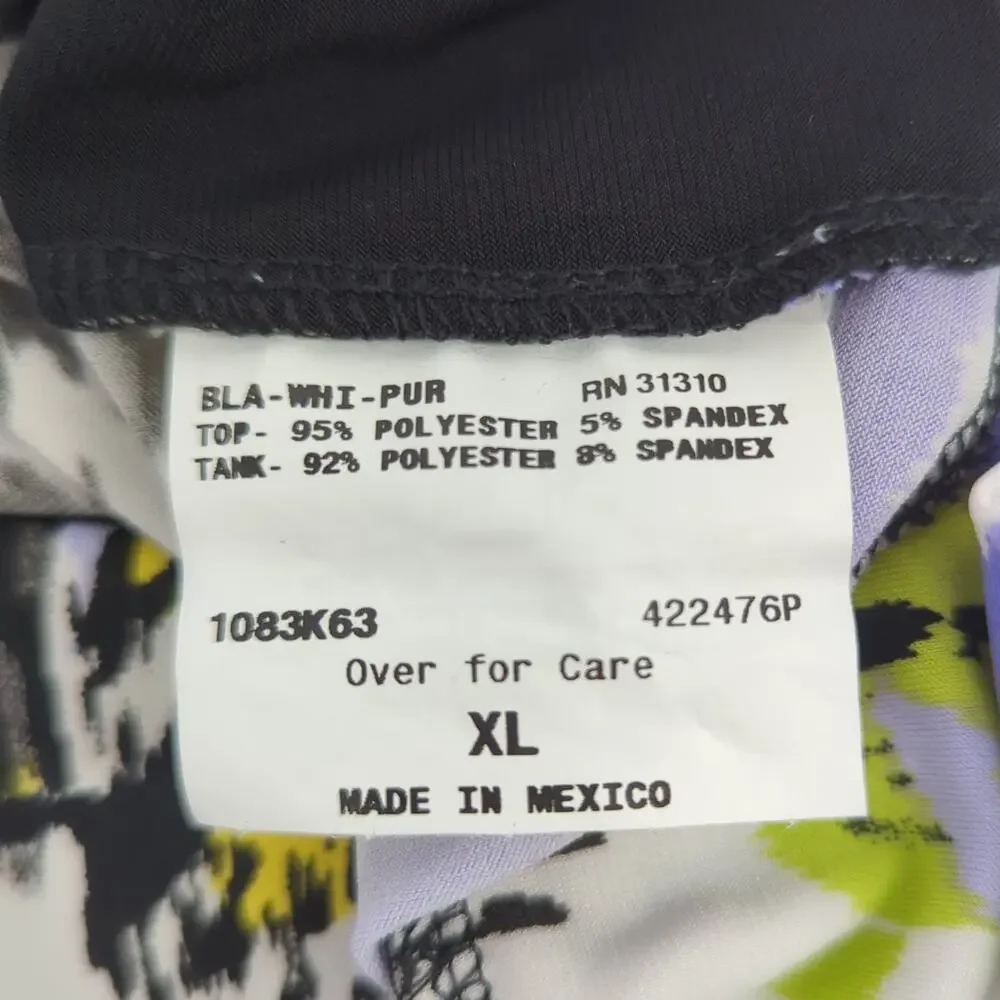 BLA-WHI-PUR RN 31310
TOP- 95% POLYESTER 5% SPANDEX
TANK- 92% POLYESTER 8% SPANDEX
1083K63 422476P
Over for Care
XL
MADE IN MEXICO